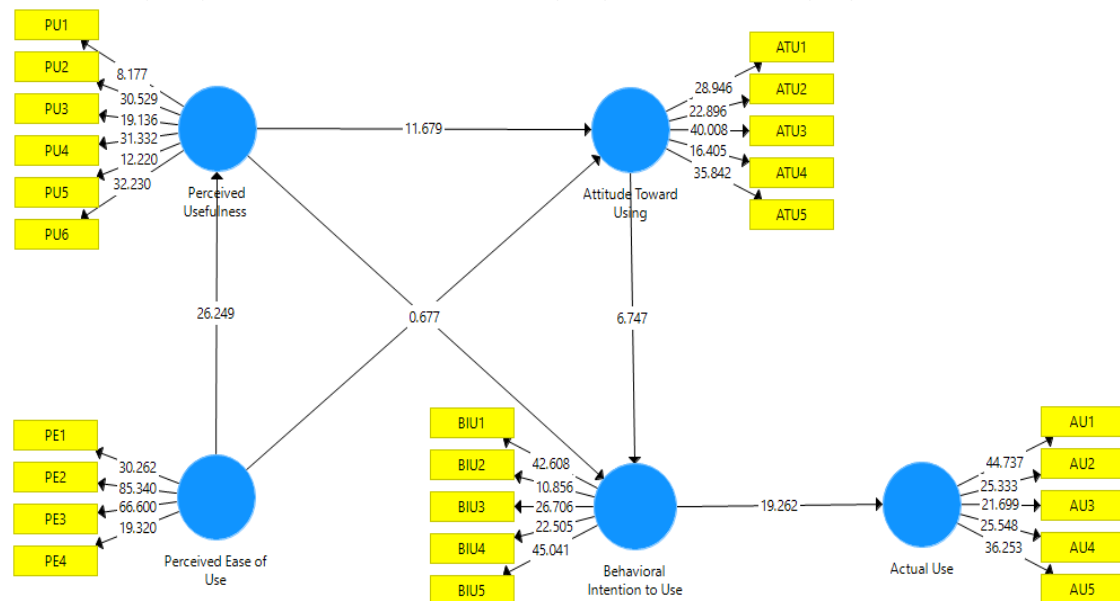 PU1
PU2
PU3
PU4
PU5
PU6
8.177
30.529
19.136
31.332
12.220
32.230
Perceived
Usefulness
11.679
ATU1
ATU2
ATU3
ATU4
ATU5
28.946
22.896
40.008
16.405
35.842
Attitude Toward
Using
26.249
0.677
6.747
PE1
PE2
PE3
PE4
30.262
85.340
66.600
19.320
Perceived Ease of
Use
BIU1
BIU2
BIU3
BIU4
BIU5
42.608
10.856
26.706
22.505
45.041
Behavioral
Intention to Use
19.262
AU1
AU2
AU3
AU4
AU5
44.737
25.333
21.699
25.548
36.253
Actual Use